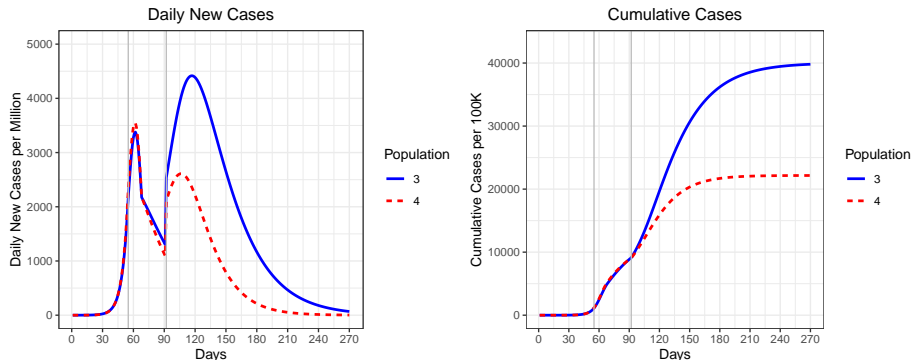 Daily New Cases
Daily New Cases per Million
5000
4000
3000
2000
1000
0
0 30 60 90 120 150 180 210 240 270
Days
Population
3
4
Cumulative Cases
Cumulative Cases per 100K
40000
30000
20000
10000
0
0 30 60 90 120 150 180 210 240 270
Days
Population
3
4